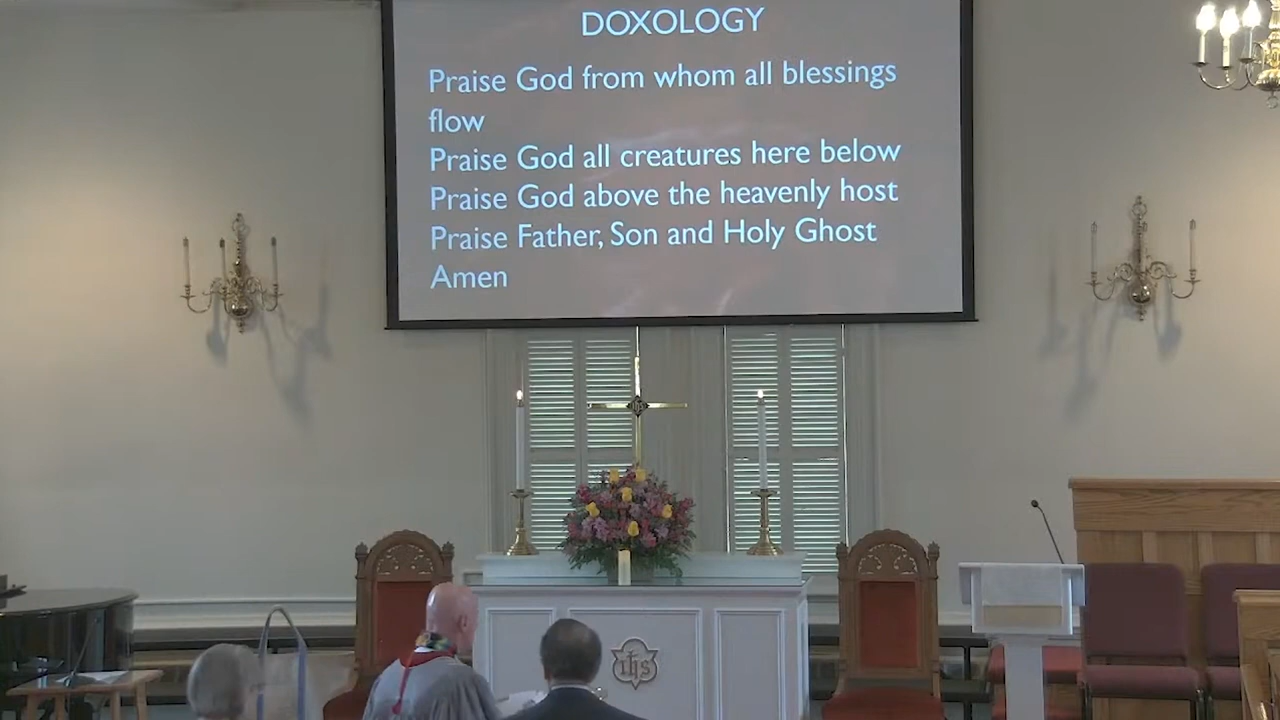 DOXOLOGY
Praise God from whom all blessings
flow
Praise God all creatures here below
Praise God above the heavenly host
Praise Father, Son and Holy Ghost
Amen
ihs